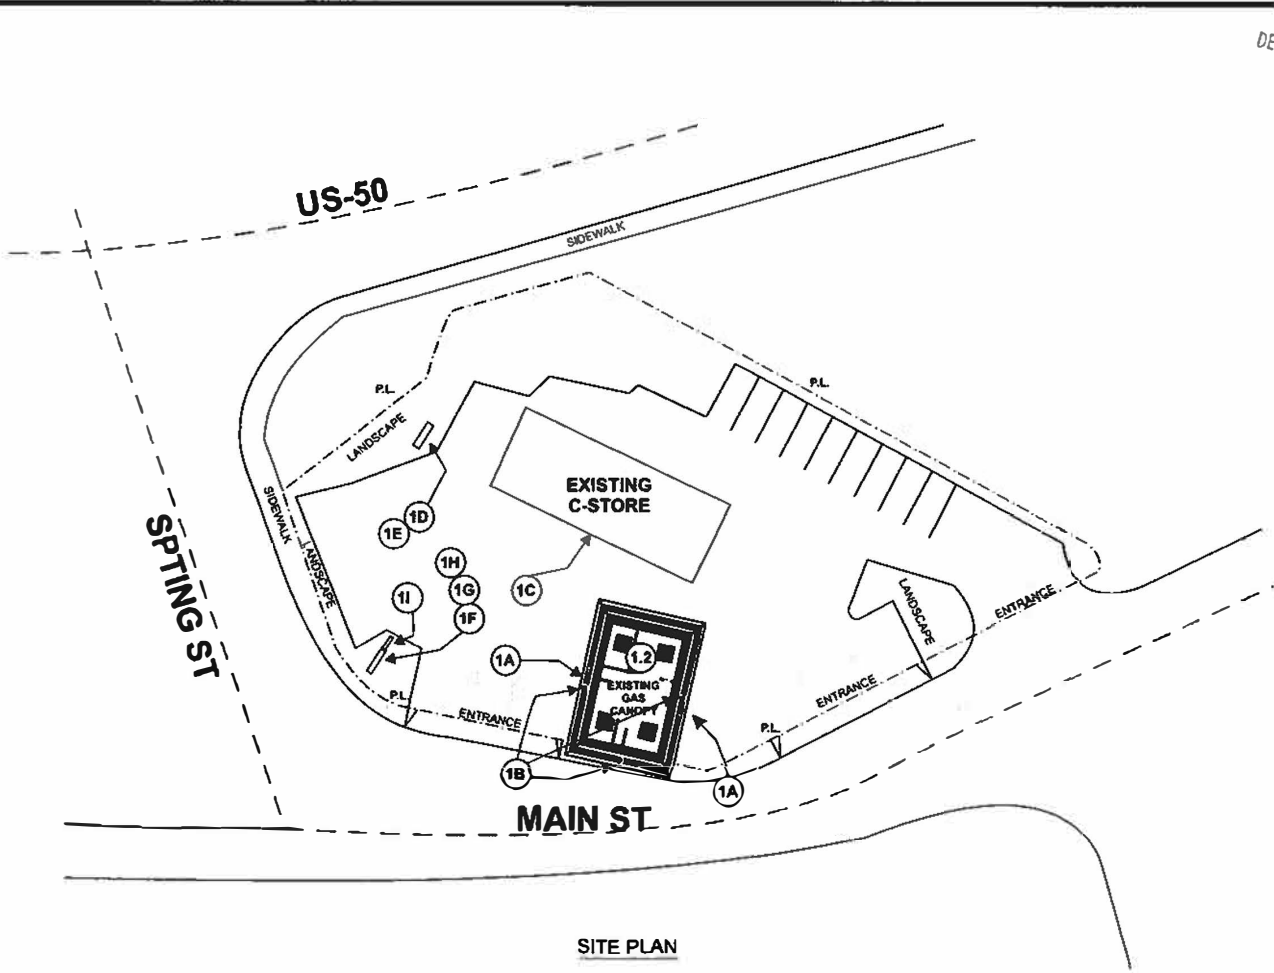 DE
US-50
SIDEWALK
P.L.
P.L.
LANDSCAPE
EXISTING
C-STORE
SIDEWALK
1D
1E
SPTING ST
LANDSCAPE
1H
1G
1F
1I
1C
LANDSCAPE
ENTRANCE
1A
1.2
EXISTING
GAS
CANOPY
P.L.
ENTRANCE
ENTRANCE
P.L.
1B
1A
MAIN ST
SITE PLAN